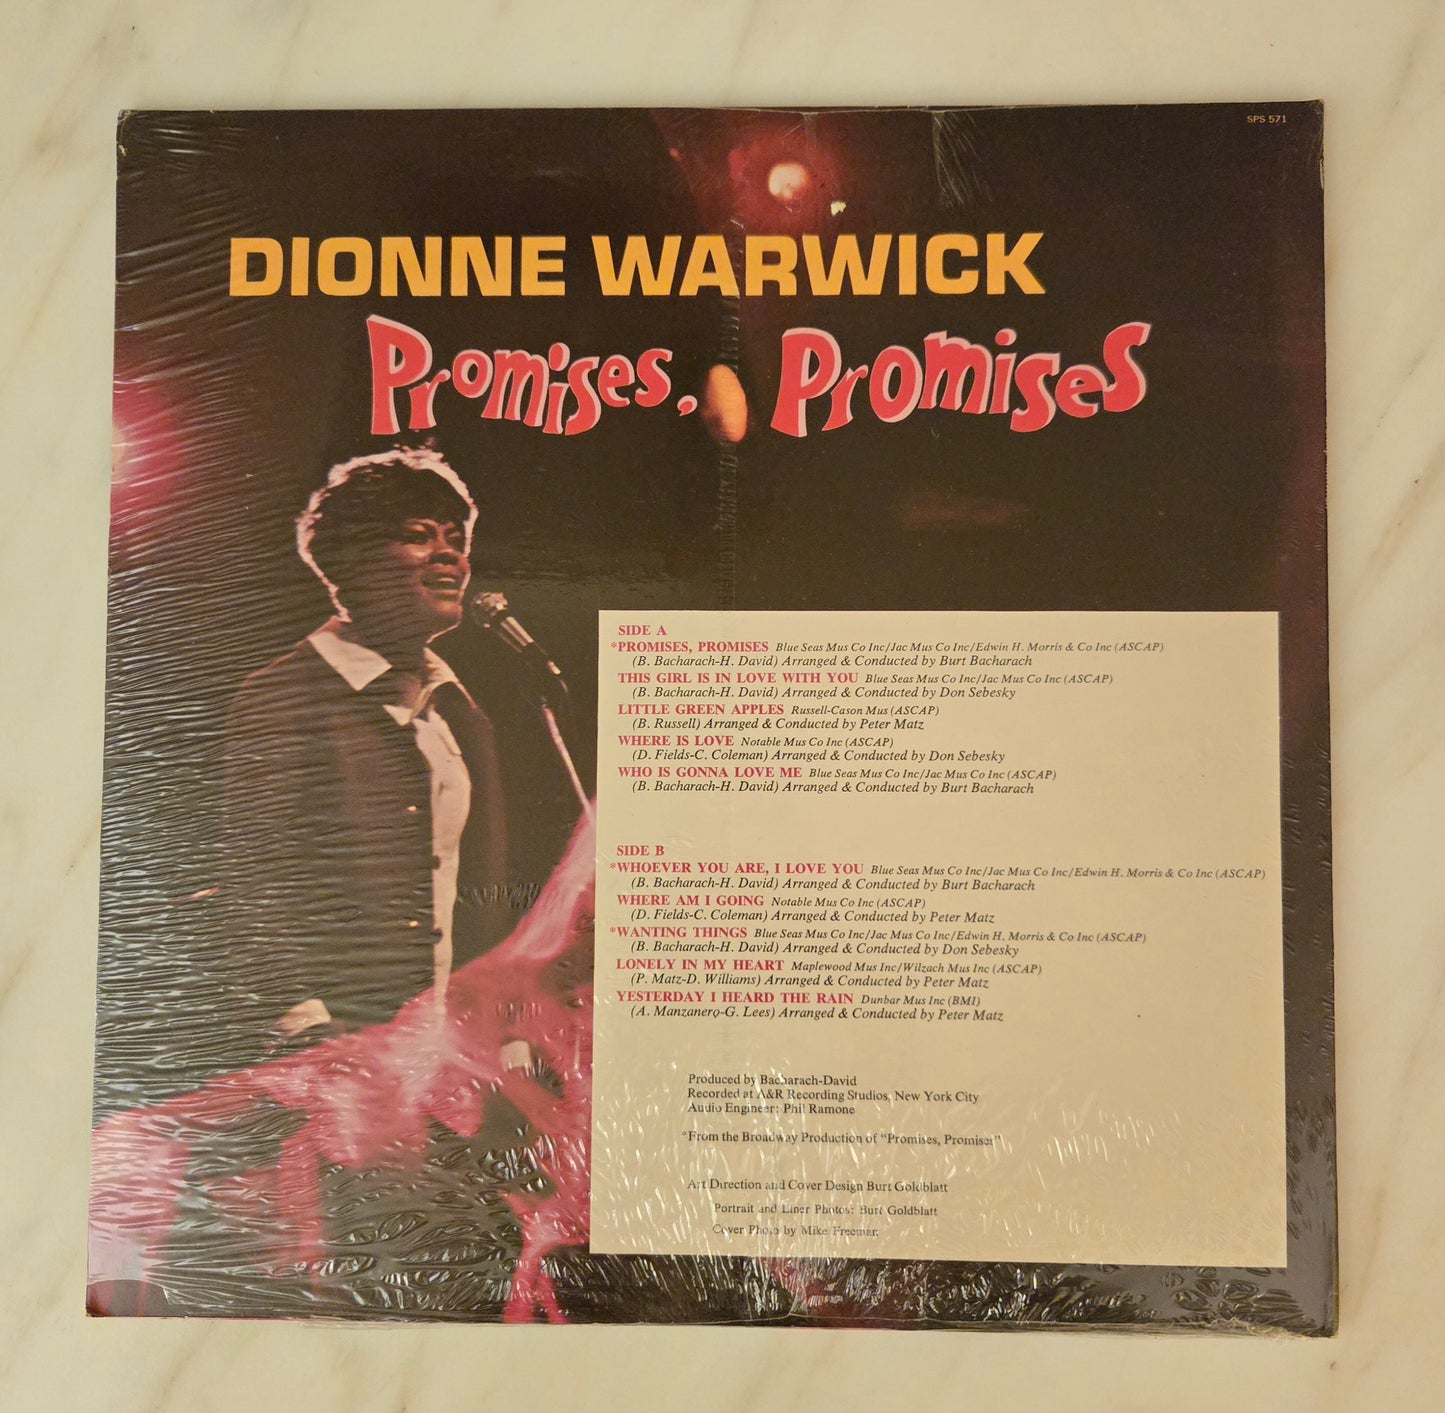 SPS 571
DIONNE WARWICK
Promises, Promises
SIDE A
*PROMISES, PROMISES Blue Seas Mus Co Inc/Jac Mus Co Inc/Edwin H. Morris & Co Inc (ASCAP)
(B. Bacharach-H. David) Arranged & Conducted by Burt Bacharach
THIS GIRL IS IN LOVE WITH YOU Blue Seas Mus Co Inc/Jac Mus Co Inc (ASCAP)
(B. Bacharach-H. David) Arranged & Conducted by Don Sebesky
LITTLE GREEN APPLES Russell-Cason Mus (ASCAP)
(B. Russell) Arranged & Conducted by Peter Matz
WHERE IS LOVE Notable Mus Co Inc (ASCAP)
(D. Fields-C. Coleman) Arranged & Conducted by Don Sebesky
WHO IS GONNA LOVE ME Blue Seas Mus Co Inc/Jac Mus Co Inc (ASCAP)
(B. Bacharach-H. David) Arranged & Conducted by Burt Bacharach
SIDE B
*WHOEVER YOU ARE, I LOVE YOU Blue Seas Mus Co Inc/Jac Mus Co Inc/Edwin H. Morris & Co Inc (ASCAP)
(B. Bacharach-H. David) Arranged & Conducted by Burt Bacharach
WHERE AM I GOING Notable Mus Co Inc (ASCAP)
(D. Fields-C. Coleman) Arranged & Conducted by Peter Matz
*WANTING THINGS Blue Seas Mus Co Inc/Jac Mus Co Inc/Edwin H. Morris & Co Inc (ASCAP)
(B. Bacharach-H. David) Arranged & Conducted by Don Sebesky
LONELY IN MY HEART Maplewood Mus Inc/Wilzach Mus Inc (ASCAP)
(P. Matz-D. Williams) Arranged & Conducted by Peter Matz
YESTERDAY I HEARD THE RAIN Dunbar Mus Inc (BMI)
(A. Manzanero-G. Lees) Arranged & Conducted by Peter Matz
Produced by Bacharach-David
Recorded at A&R Recording Studios, New York City
Audio Engineer: Phil Ramone
*From the Broadway Production of "Promises, Promises"
Art Direction and Cover Design Burt Goldblatt
Portrait and Liner Photos: Burt Goldblatt
Cover Photo by Mike Freeman